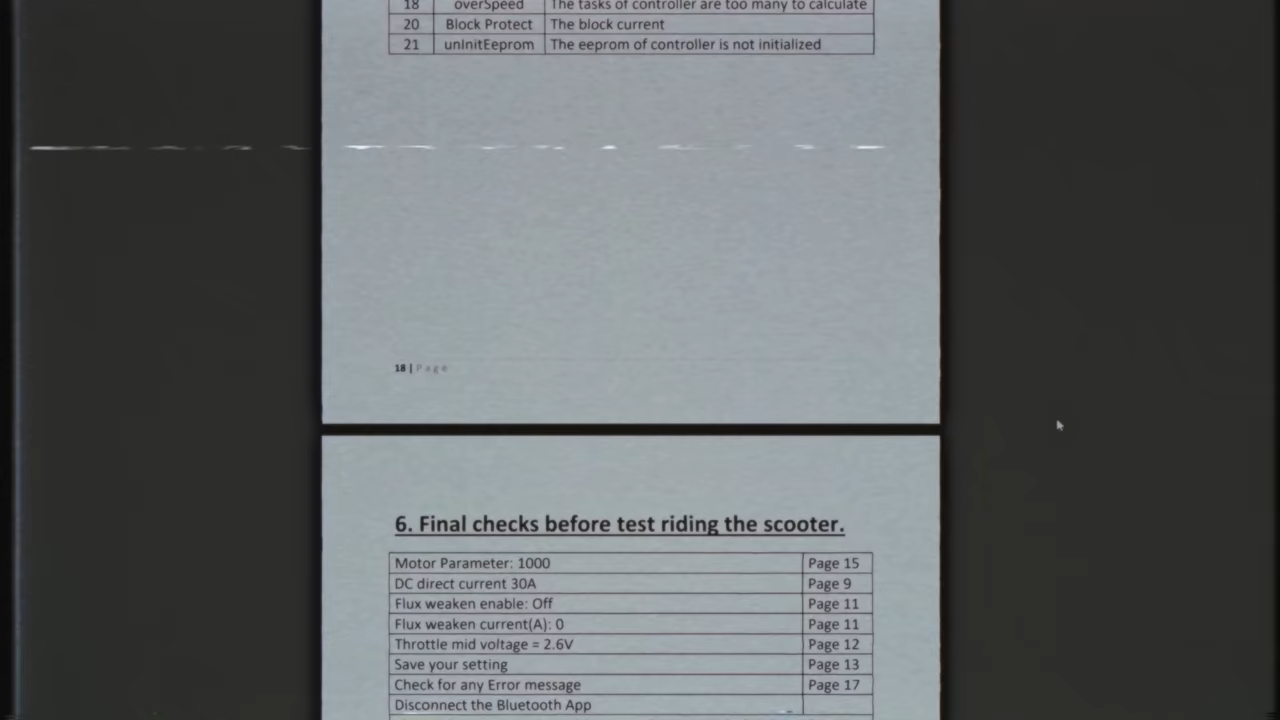 18 overSpeed The tasks of controller are too many to calculate
20 Block Protect The block current
21 unInitEeprom The eeprom of controller is not initialized
18 | Page
6. Final checks before test riding the scooter.
Motor Parameter: 1000 Page 15
DC direct current 30A Page 9
Flux weaken enable: Off Page 11
Flux weaken current(A): 0 Page 11
Throttle mid voltage = 2.6V Page 12
Save your setting Page 13
Check for any Error message Page 17
Disconnect the Bluetooth App